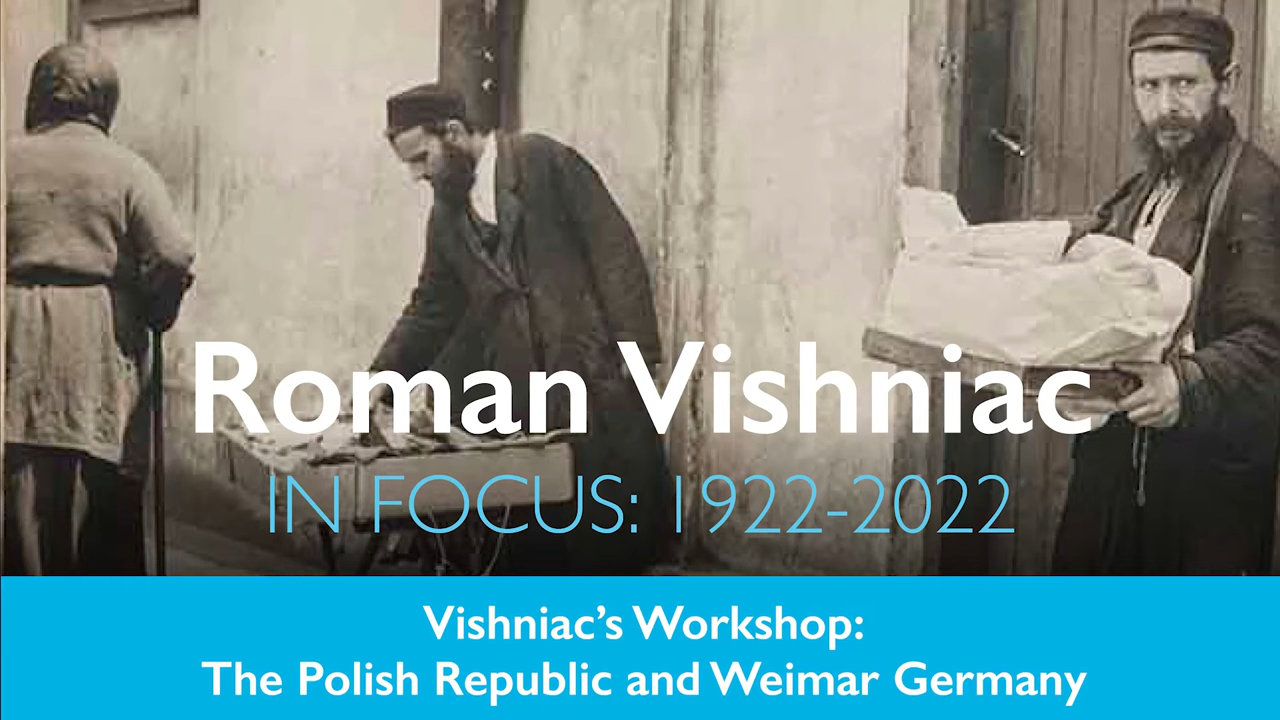 Roman Vishniac
IN FOCUS: 1922-2022
Vishniac's Workshop:
The Polish Republic and Weimar Germany